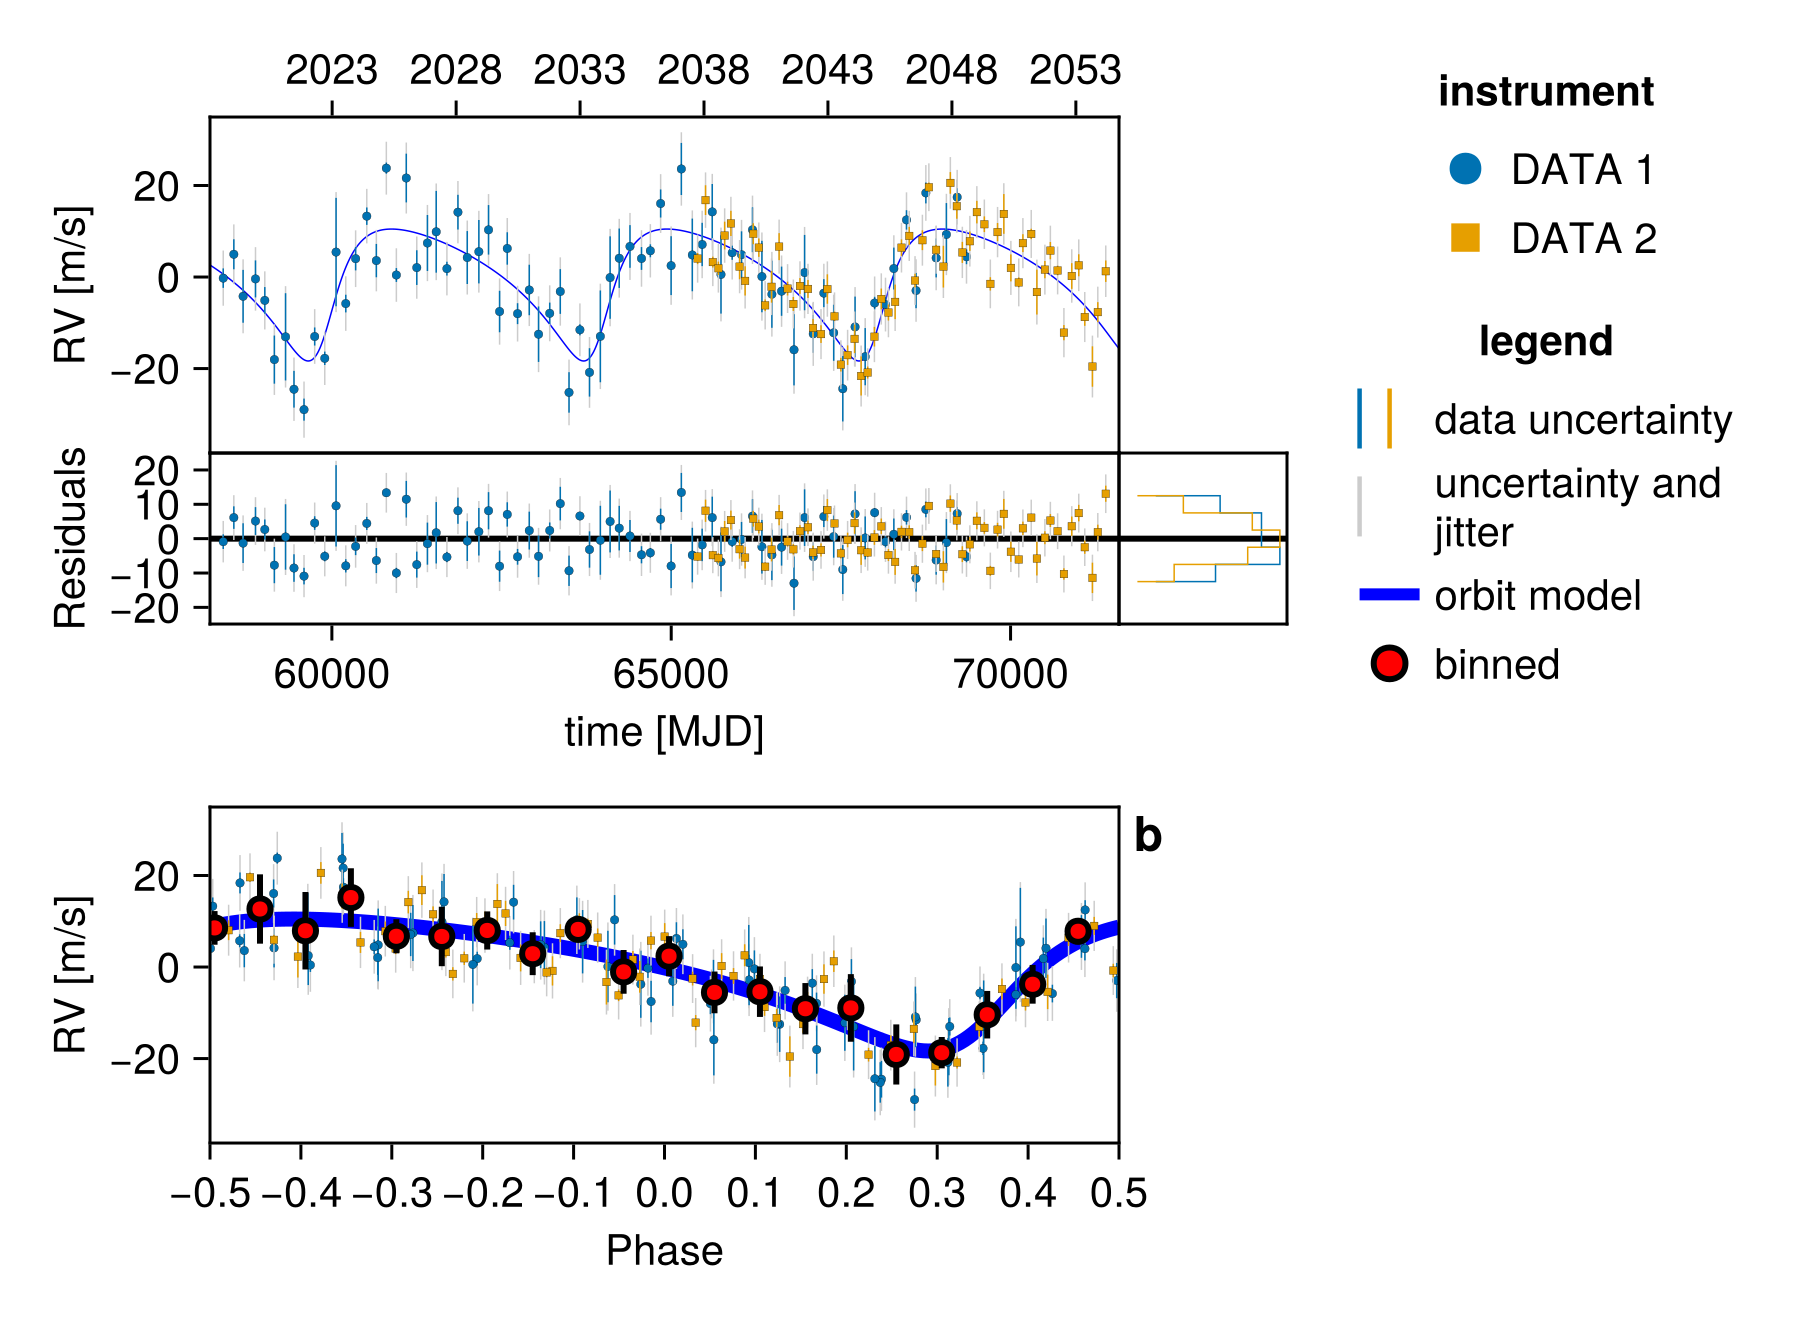 2023 2028 2033 2038 2043 2048 2053
RV [m/s]
20
0
−20
Residuals
20
10
0
−10
−20
60000 65000 70000
time [MJD]
instrument
DATA 1
DATA 2
legend
data uncertainty
uncertainty and
jitter
orbit model
binned
b
RV [m/s]
20
0
−20
−0.5 −0.4 −0.3 −0.2 −0.1 0.0 0.1 0.2 0.3 0.4 0.5
Phase